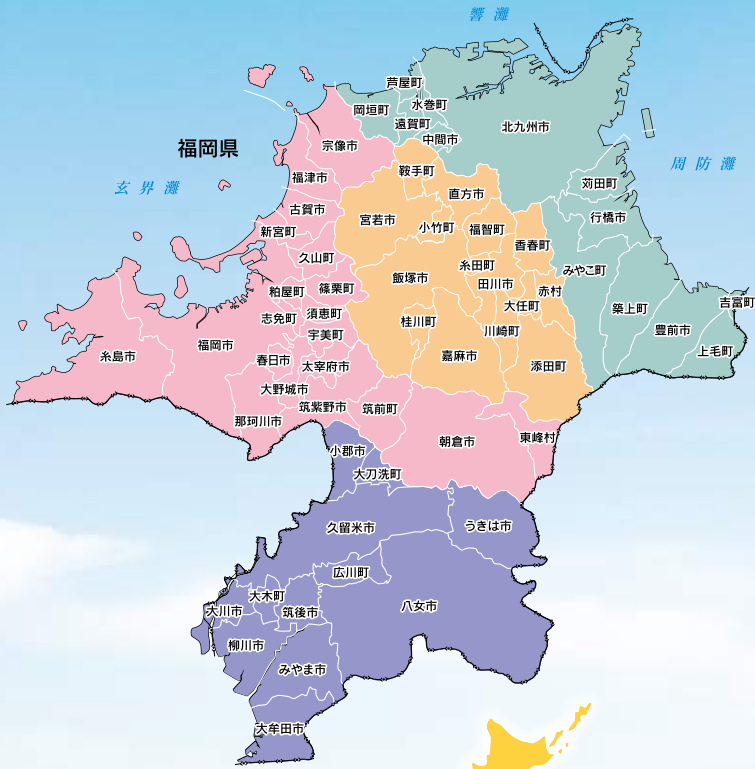 響灘
芦屋町
水巻町
岡垣町
遠賀町
中間市
北九州市
福岡県
宗像市
周防灘
玄界灘
鞍手町
直方市
苅田町
福津市
古賀市
宮若市
小竹町
福智町
行橋市
新宮町
香春町
久山町
糸田町
みやこ町
飯塚市
田川市
粕屋町
篠栗町
赤村
大任町
吉富町
志免町
須恵町
桂川町
築上町
宇美町
川崎町
豊前市
福岡市
糸島市
春日市
太宰府市
嘉麻市
添田町
上毛町
大野城市
筑紫野市
筑前町
那珂川市
朝倉市
東峰村
小郡市
大刀洗町
久留米市
うきは市
広川町
大木町
大川市
筑後市
八女市
柳川市
みやま市
大牟田市